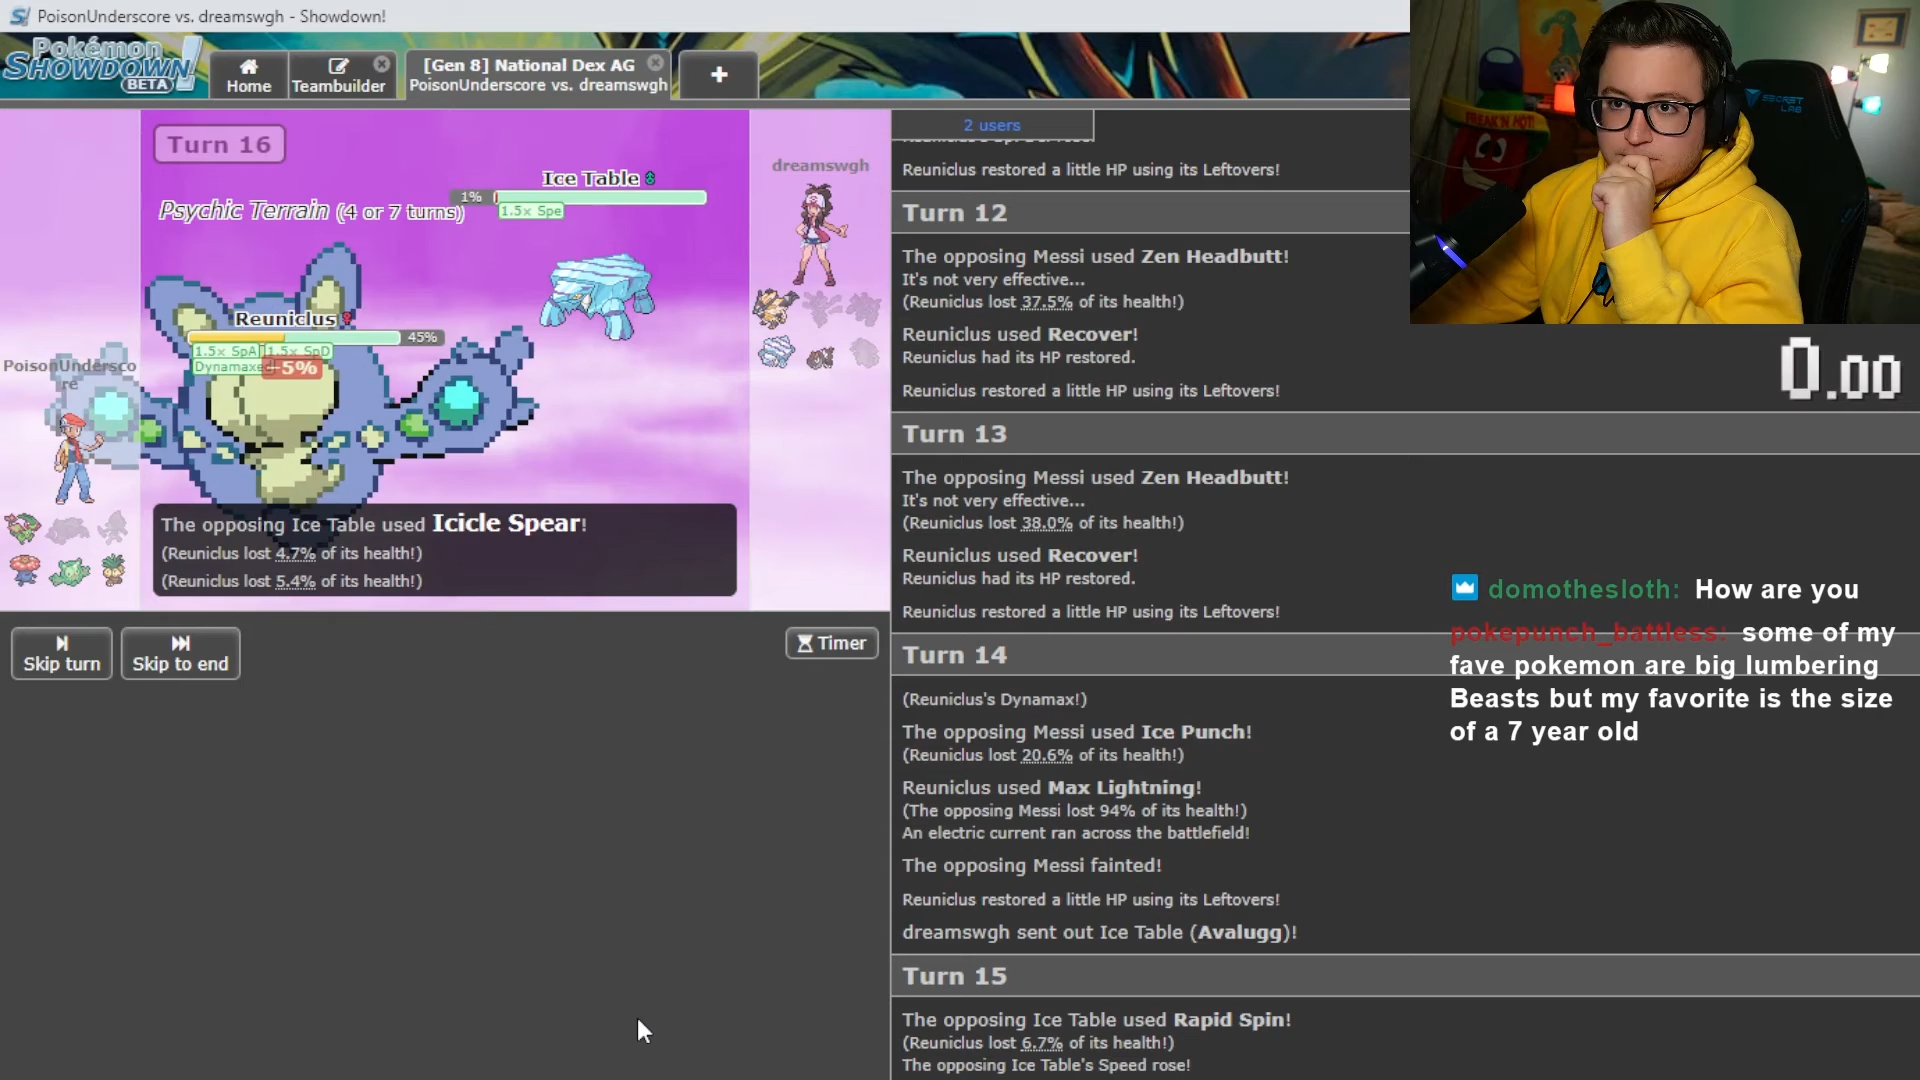 PoisonUnderscore vs. dreamswgh - Showdown!
Pokémon
SHOWDOWN!
BETA
Home
Teambuilder
[Gen 8] National Dex AG
PoisonUnderscore vs. dreamswgh
+
Turn 16
Psychic Terrain (4 or 7 turns)
Ice Table
1%
1.5× Spe
Reuniclus
45%
1.5× SpA
1.5× SpD
Dynamaxed
−5%
PoisonUndersco
re
dreamswgh
The opposing Ice Table used Icicle Spear!
(Reuniclus lost 4.7% of its health!)
(Reuniclus lost 5.4% of its health!)
Skip turn
Skip to end
Timer
2 users
Reuniclus restored a little HP using its Leftovers!
Turn 12
The opposing Messi used Zen Headbutt!
It's not very effective...
(Reuniclus lost 37.5% of its health!)
Reuniclus used Recover!
Reuniclus had its HP restored.
Reuniclus restored a little HP using its Leftovers!
Turn 13
The opposing Messi used Zen Headbutt!
It's not very effective...
(Reuniclus lost 38.0% of its health!)
Reuniclus used Recover!
Reuniclus had its HP restored.
Reuniclus restored a little HP using its Leftovers!
Turn 14
(Reuniclus's Dynamax!)
The opposing Messi used Ice Punch!
(Reuniclus lost 20.6% of its health!)
Reuniclus used Max Lightning!
(The opposing Messi lost 94% of its health!)
An electric current ran across the battlefield!
The opposing Messi fainted!
Reuniclus restored a little HP using its Leftovers!
dreamswgh sent out Ice Table (Avalugg)!
Turn 15
The opposing Ice Table used Rapid Spin!
(Reuniclus lost 6.7% of its health!)
The opposing Ice Table's Speed rose!
FREAK'N HOT!
SECRET
LAB
0.00
domothesloth: How are you
pokepunch_battless: some of my
fave pokemon are big lumbering
Beasts but my favorite is the size
of a 7 year old